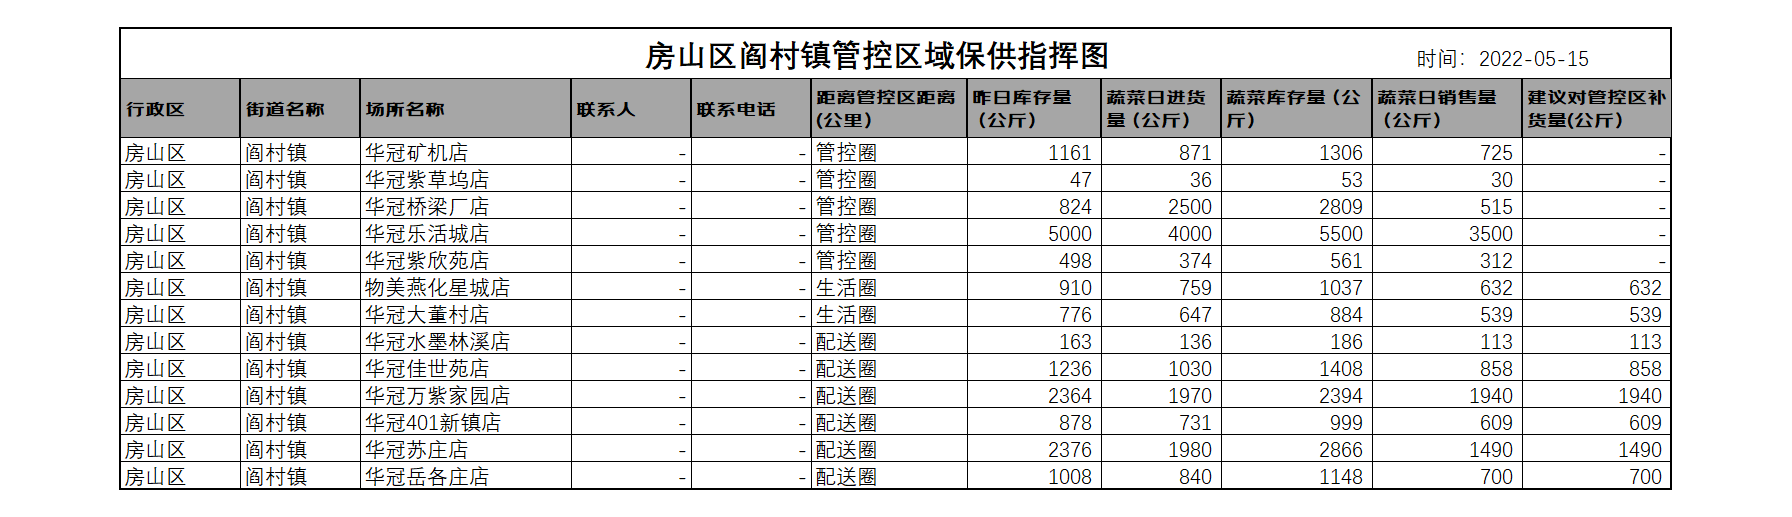 房山区阎村镇管控区域保供指挥图 时间：2022-05-15
行政区 街道名称 场所名称 联系人 联系电话 距离管控区距离(公里） 昨日库存量（公斤） 蔬菜日进货量（公斤） 蔬菜库存量（公斤） 蔬菜日销售量（公斤） 建议对管控区补货量(公斤）
房山区 阎村镇 华冠矿机店 - - 管控圈 1161 871 1306 725 -
房山区 阎村镇 华冠紫草坞店 - - 管控圈 47 36 53 30 -
房山区 阎村镇 华冠桥梁厂店 - - 管控圈 824 2500 2809 515 -
房山区 阎村镇 华冠乐活城店 - - 管控圈 5000 4000 5500 3500 -
房山区 阎村镇 华冠紫欣苑店 - - 管控圈 498 374 561 312 -
房山区 阎村镇 物美燕化星城店 - - 生活圈 910 759 1037 632 632
房山区 阎村镇 华冠大董村店 - - 生活圈 776 647 884 539 539
房山区 阎村镇 华冠水墨林溪店 - - 配送圈 163 136 186 113 113
房山区 阎村镇 华冠佳世苑店 - - 配送圈 1236 1030 1408 858 858
房山区 阎村镇 华冠万紫家园店 - - 配送圈 2364 1970 2394 1940 1940
房山区 阎村镇 华冠401新镇店 - - 配送圈 878 731 999 609 609
房山区 阎村镇 华冠苏庄店 - - 配送圈 2376 1980 2866 1490 1490
房山区 阎村镇 华冠岳各庄店 - - 配送圈 1008 840 1148 700 700